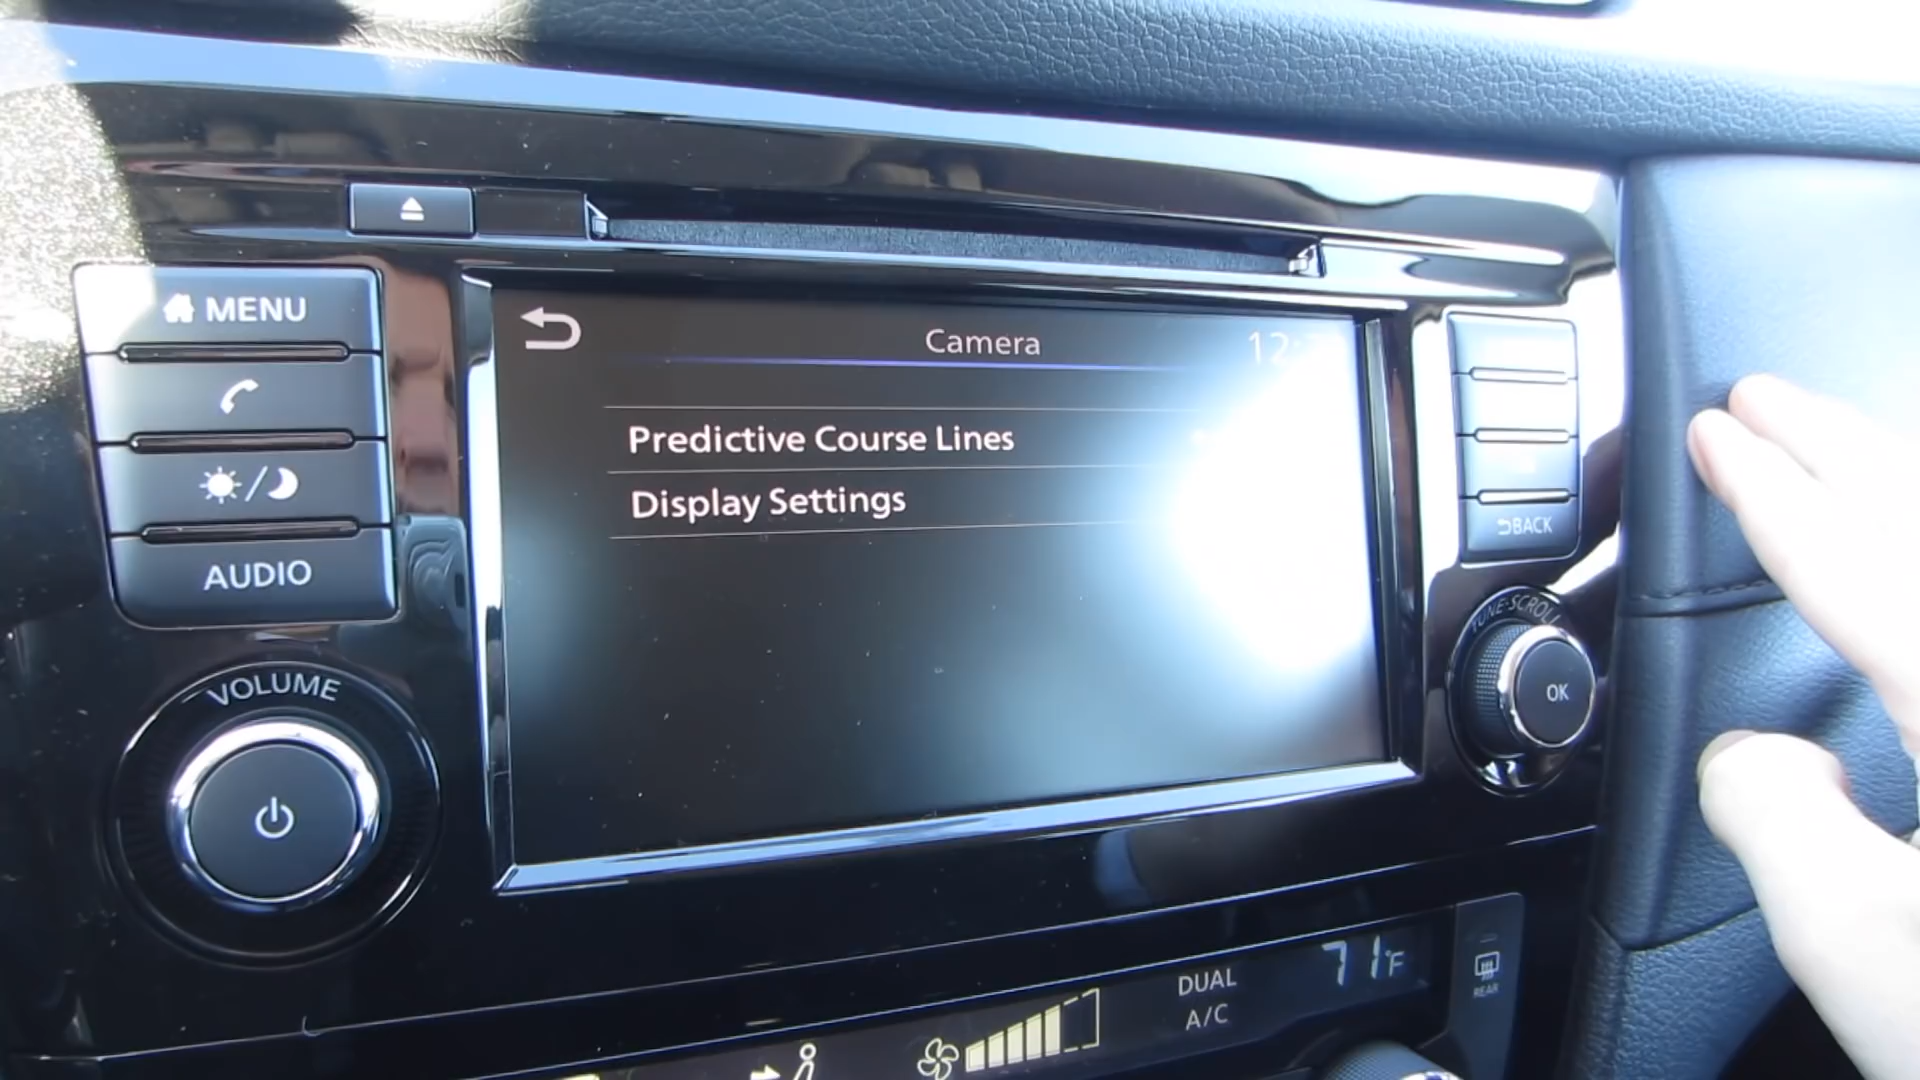 MENU
AUDIO
VOLUME
Camera
Predictive Course Lines
Display Settings
BACK
TUNE·SCROLL
OK
DUAL
A/C
71°F
REAR